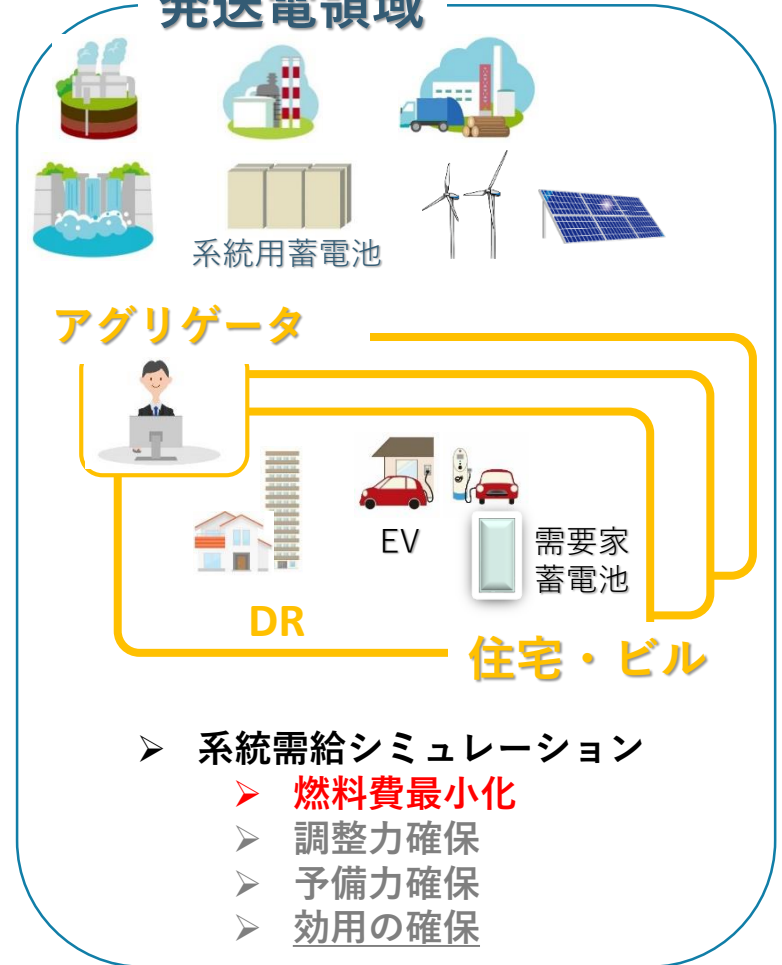 発送電領域
系統用蓄電池
アグリゲータ
EV
需要家
蓄電池
DR
住宅・ビル
➢ 系統需給シミュレーション
➢ 燃料費最小化
➢ 調整力確保
➢ 予備力確保
➢ 効用の確保